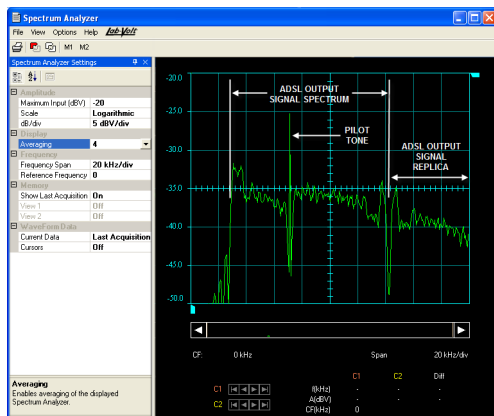 Spectrum Analyzer
File View Options Help Lab-Volt
M1 M2
Spectrum Analyzer Settings
Amplitude
Maximum Input (dBV) -20
Scale Logarithmic
dB/div 5 dBV/div
Display
Averaging 4
Frequency
Frequency Span 20 kHz/div
Reference Frequency 0
Memory
Show Last Acquisition On
View 1 Off
View 2 Off
WaveForm Data
Current Data Last Acquisition
Cursors Off
Averaging
Enables averaging of the displayed
Spectrum Analyzer.
-20.0
-25.0
-30.0
-35.0
-40.0
-45.0
-50.0
ADSL OUTPUT
SIGNAL SPECTRUM
PILOT
TONE
ADSL OUTPUT
SIGNAL
REPLICA
CF: 0 kHz Span 20 kHz/div
C1 C2 Diff
C1 f(kHz) - - -
A(dBV) - - -
C2 CF(kHz) 0